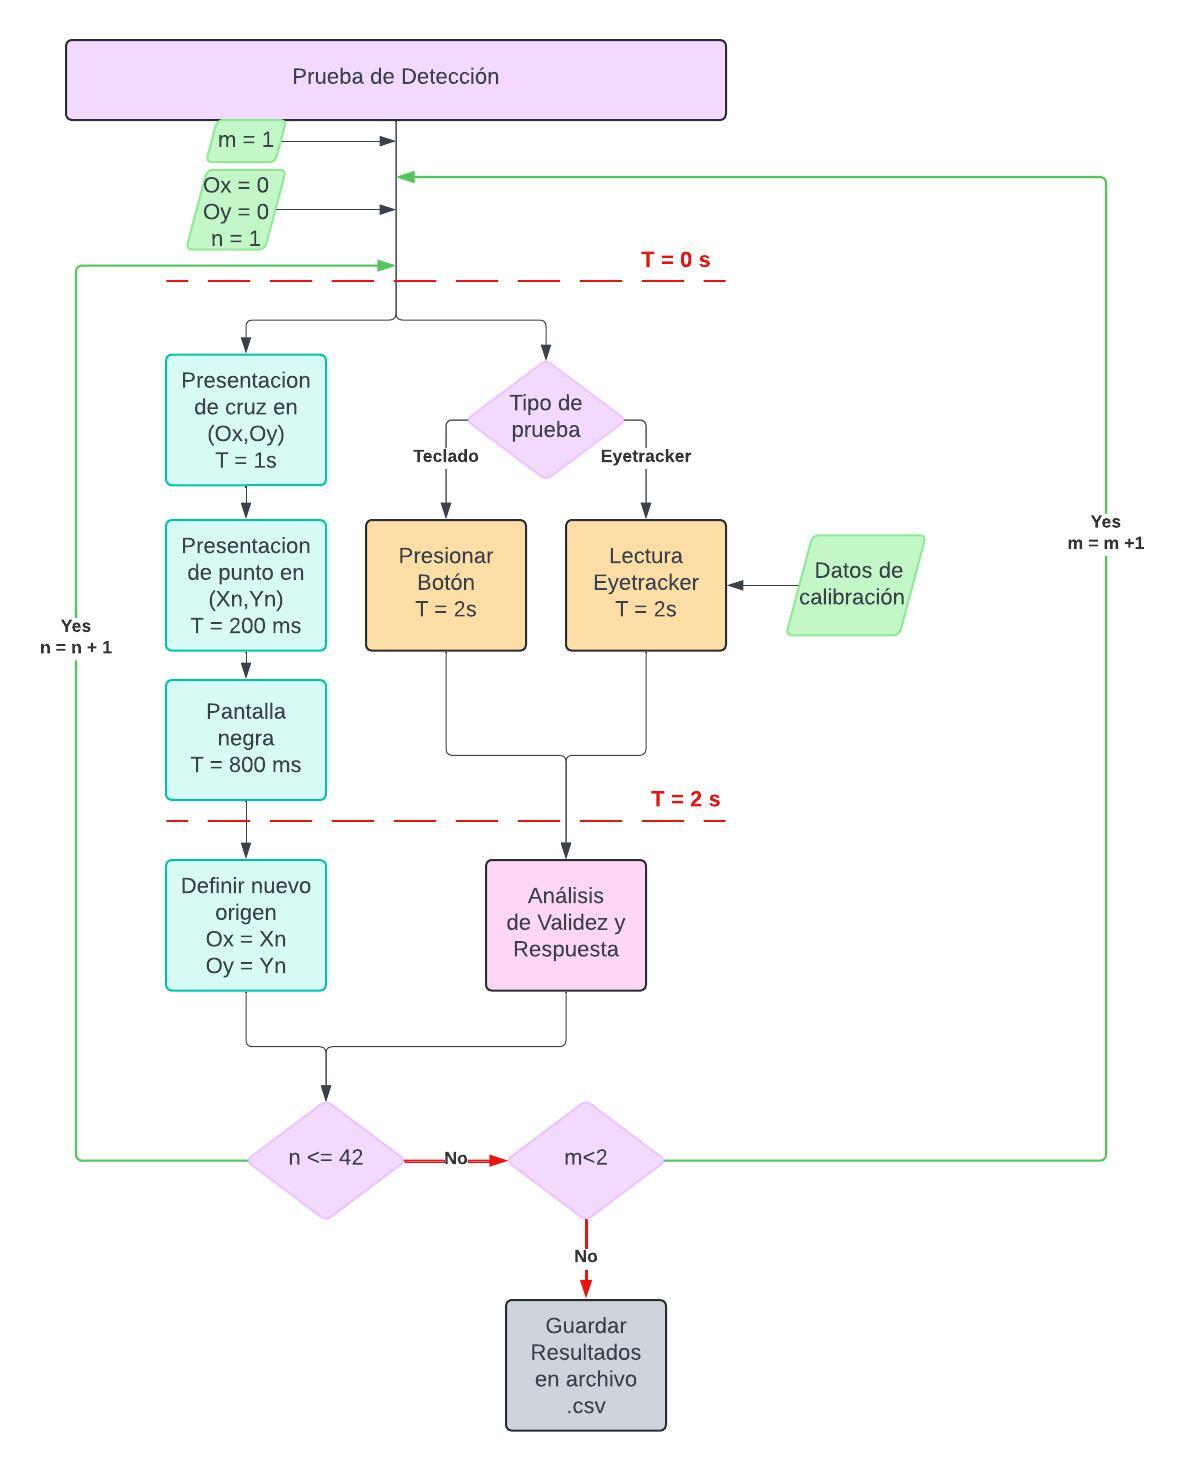 Prueba de Detección
m = 1
Ox = 0
Oy = 0
n = 1
T = 0 s
Presentacion
de cruz en
(Ox,Oy)
T = 1s
Tipo de
prueba
Teclado
Eyetracker
Presentacion
de punto en
(Xn,Yn)
T = 200 ms
Presionar
Botón
T = 2s
Lectura
Eyetracker
T = 2s
Datos de
calibración
Yes
m = m +1
Yes
n = n + 1
Pantalla
negra
T = 800 ms
T = 2 s
Definir nuevo
origen
Ox = Xn
Oy = Yn
Análisis
de Validez y
Respuesta
n <= 42
No
m<2
No
Guardar
Resultados
en archivo
.csv